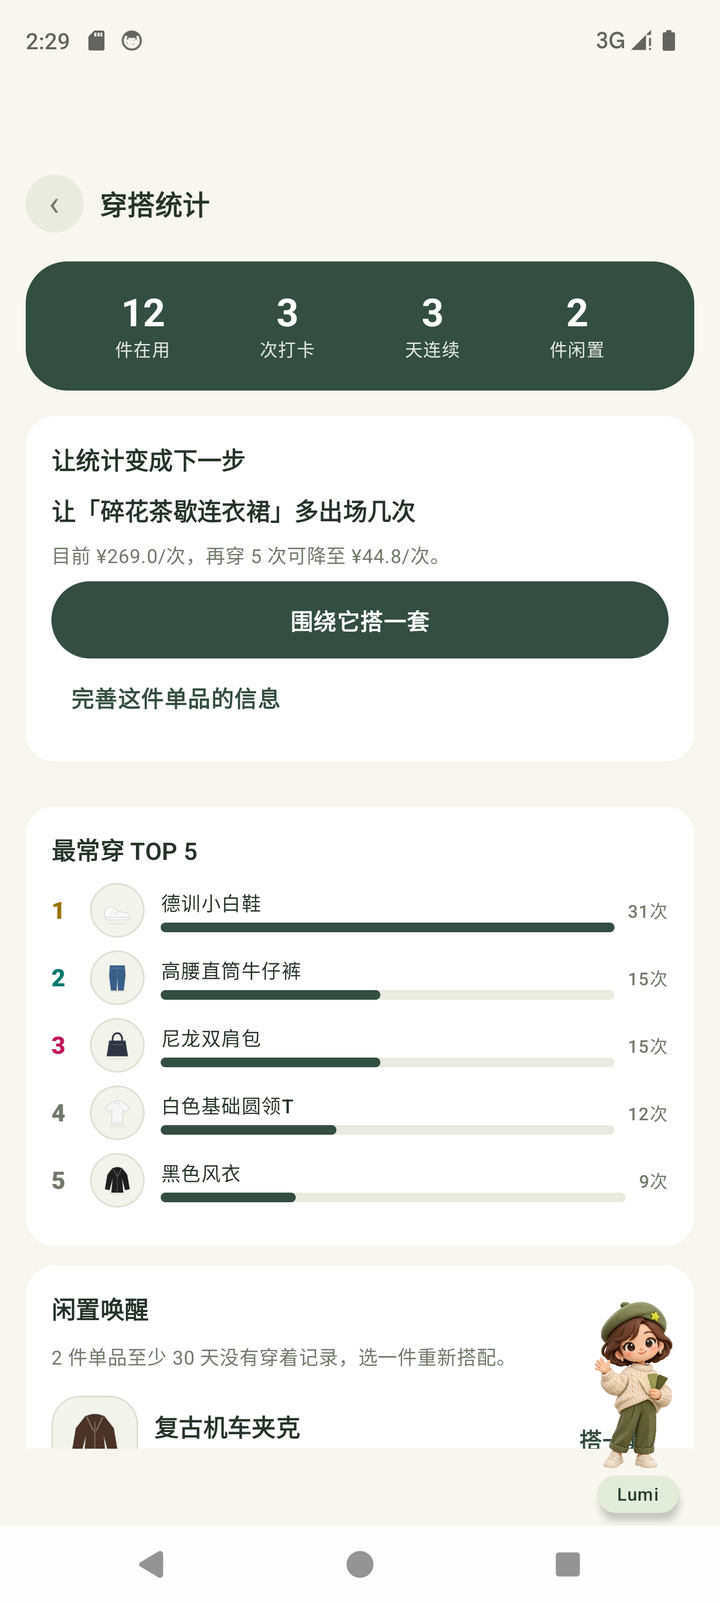 2:29
3G
‹ 穿搭统计
12 3 3 2
件在用 次打卡 天连续 件闲置
让统计变成下一步
让「碎花茶歇连衣裙」多出场几次
目前 ¥269.0/次，再穿 5 次可降至 ¥44.8/次。
围绕它搭一套
完善这件单品的信息
最常穿 TOP 5
1 德训小白鞋 31次
2 高腰直筒牛仔裤 15次
3 尼龙双肩包 15次
4 白色基础圆领T 12次
5 黑色风衣 9次
闲置唤醒
2 件单品至少 30 天没有穿着记录，选一件重新搭配。
复古机车夹克
搭一
Lumi